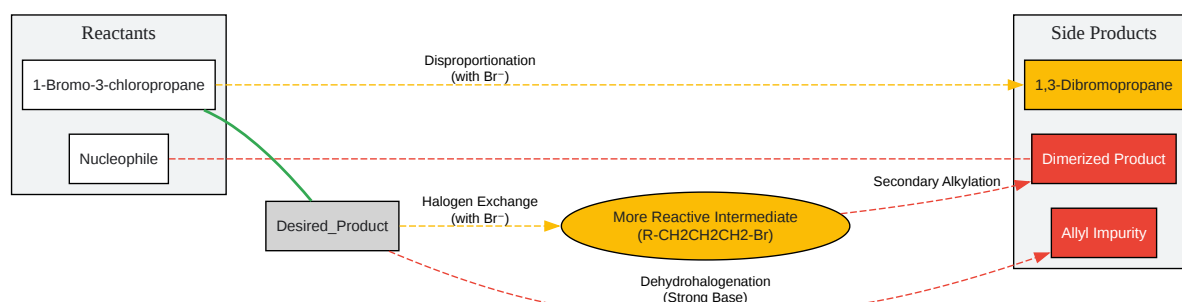 Reactants
Side Products
Disproportionation
(with Br⁻)
1-Bromo-3-chloropropane
1,3-Dibromopropane
Nucleophile
Dimerized Product
Secondary Alkylation
Halogen Exchange
(with Br⁻)
Desired_Product
More Reactive Intermediate
(R-CH2CH2CH2-Br)
Allyl Impurity
Dehydrohalogenation
(Strong Base)